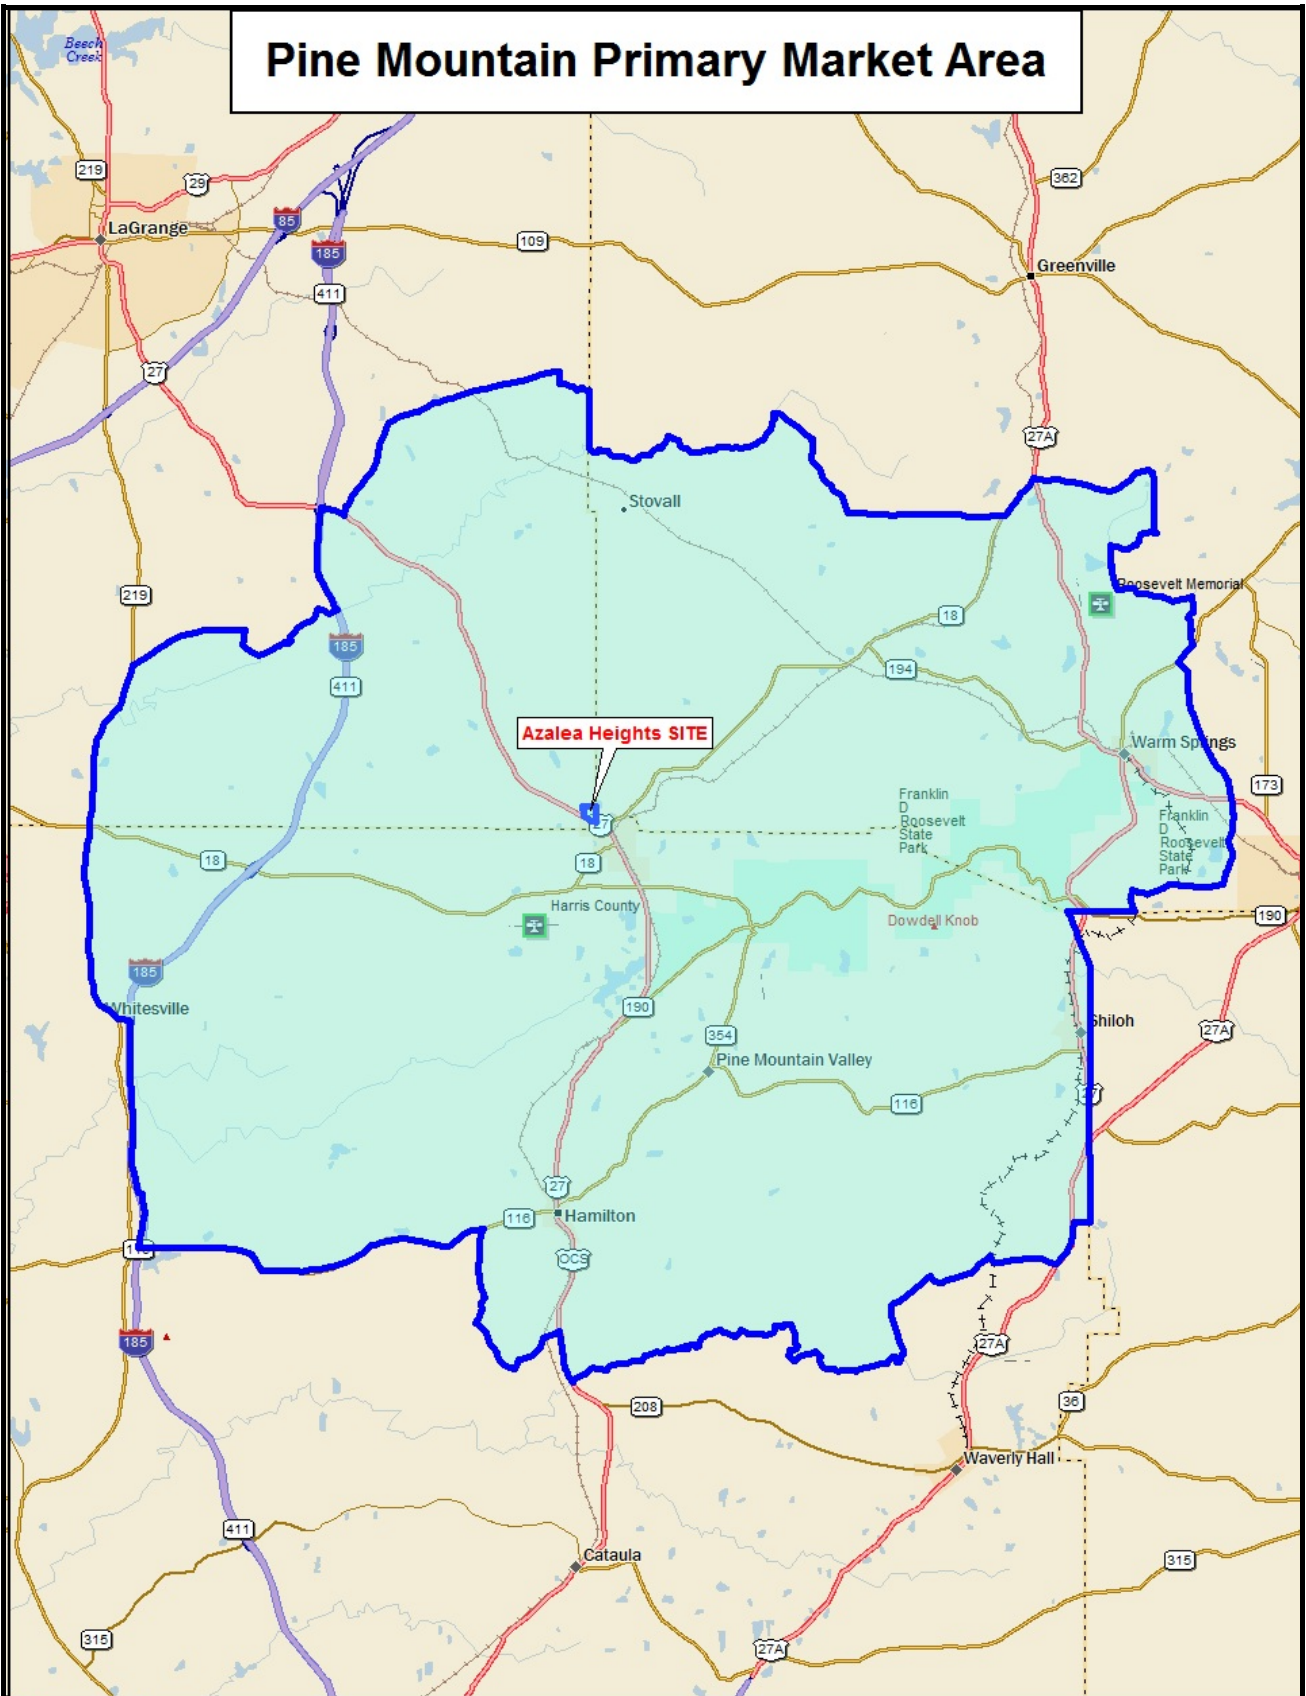 Pine Mountain Primary Market Area
Beech
Creek
219
29
362
85
LaGrange
109
185
Greenville
411
27
27A
Stovall
Roosevelt Memorial
219
18
185
194
411
Azalea Heights SITE
Warm Springs
173
Franklin
D
Roosevelt
State
Park
Franklin
D
Roosevelt
State
Park
27
18
18
Harris County
Dowdell Knob
190
185
Whitesville
190
Shiloh
27A
354
Pine Mountain Valley
27
116
27
116
Hamilton
OCS
185
27A
36
208
Waverly Hall
411
Cataula
315
315
27A